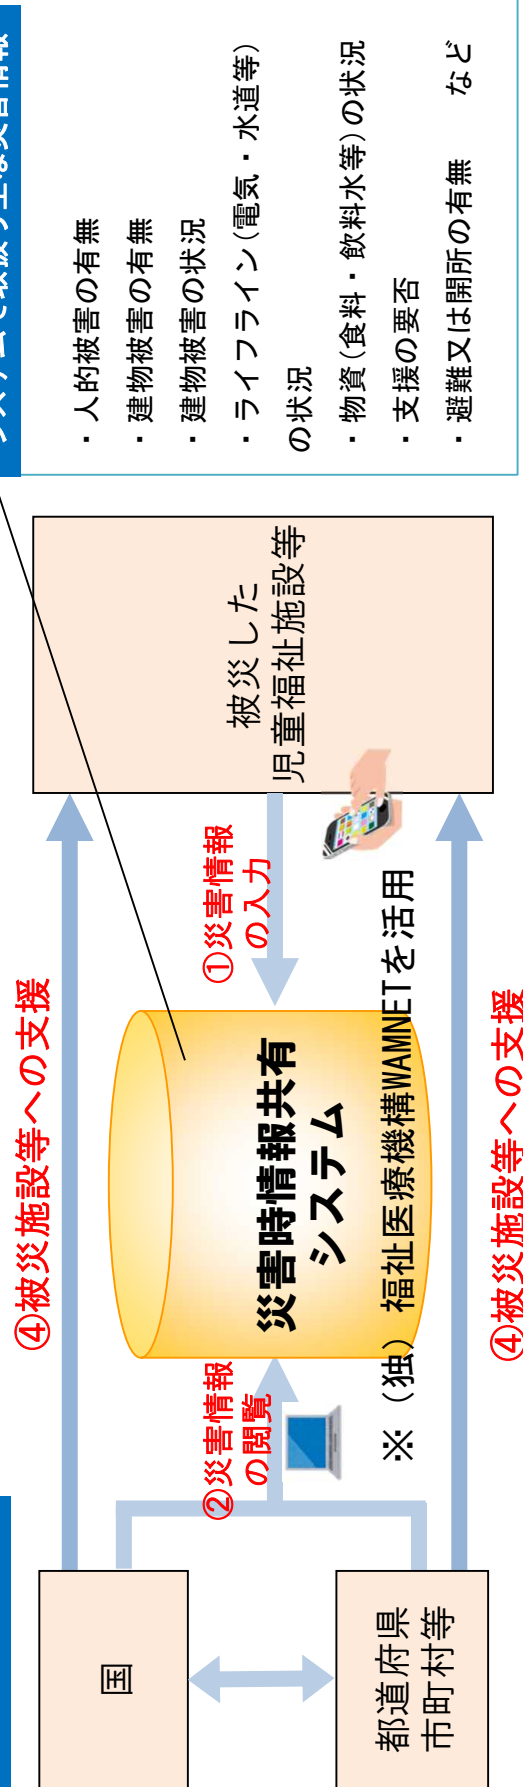 国
都道府県
市町村等
④被災施設等への支援
②災害情報
の閲覧
災害時情報共有
システム
※（独）福祉医療機構WAMNETを活用
①災害情報
の入力
④被災施設等への支援
被災した
児童福祉施設等
システムで取扱う主な災害情報
・人的被害の有無
・建物被害の有無
・建物被害の状況
・ライフライン(電気・水道等)
の状況
・物資(食料・飲料水等)の状況
・支援の要否
・避難又は開所の有無　など